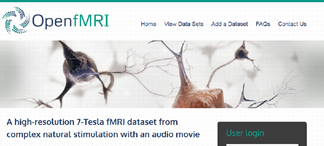 OpenfMRI
Home View Data Sets Add a Dataset FAQs Contact Us
A high-resolution 7-Tesla fMRI dataset from
complex natural stimulation with an audio movie
User login